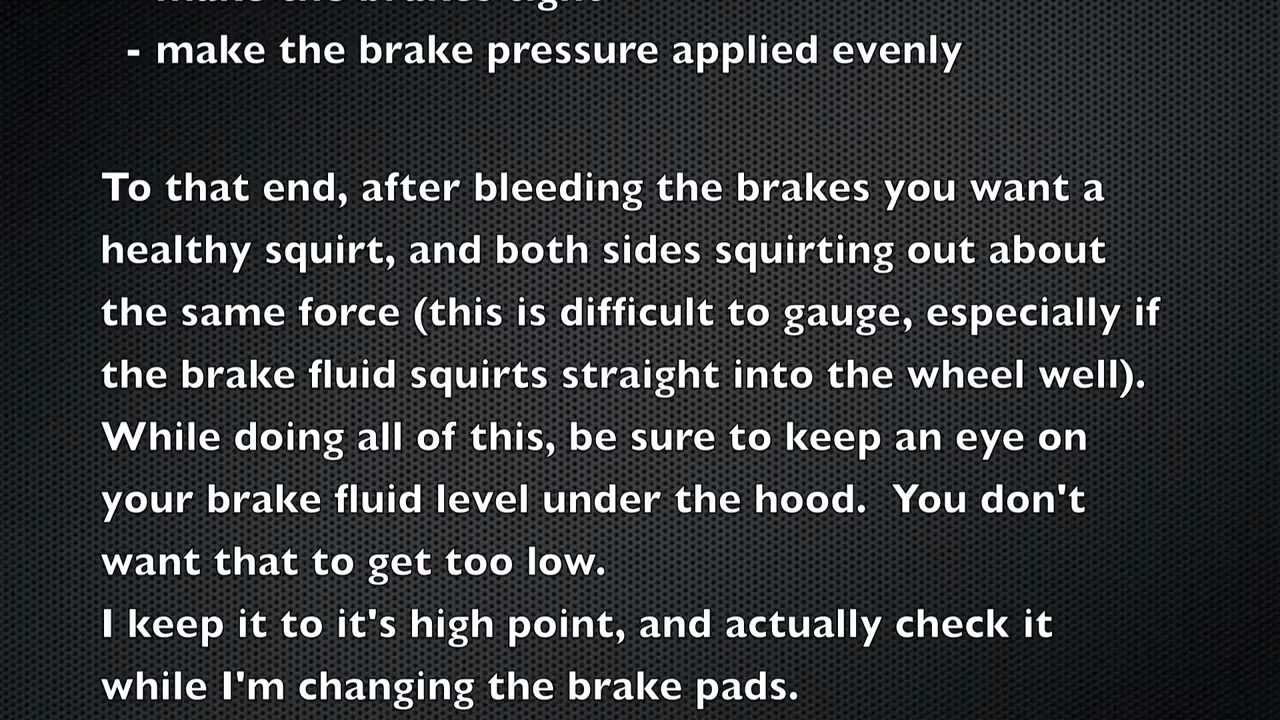 make the brakes tight
- make the brake pressure applied evenly
To that end, after bleeding the brakes you want a
healthy squirt, and both sides squirting out about
the same force (this is difficult to gauge, especially if
the brake fluid squirts straight into the wheel well).
While doing all of this, be sure to keep an eye on
your brake fluid level under the hood.  You don't
want that to get too low.
I keep it to it's high point, and actually check it
while I'm changing the brake pads.